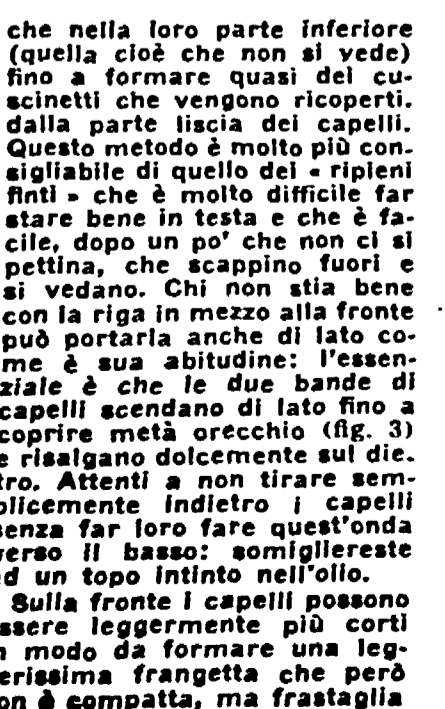 che nella loro parte inferiore
(quella cioè che non si vede)
fino a formare quasi dei cu-
scinetti che vengono ricoperti.
dalla parte liscia dei capelli.
Questo metodo è molto più con-
sigliabile di quello dei « ripieni
finti » che è molto difficile far
stare bene in testa e che è fa-
cile, dopo un po' che non ci si
pettina, che scappino fuori e
si vedano. Chi non stia bene
con la riga in mezzo alla fronte
può portarla anche di lato co-
me è sua abitudine: l'essen-
ziale è che le due bande di
capelli scendano di lato fino a
coprire metà orecchio (fig. 3)
e risalgano dolcemente sul die.
tro. Attenti a non tirare sem-
plicemente indietro i capelli
senza far loro fare quest'onda
verso il basso: somigliereste
ad un topo intinto nell'olio.
Sulla fronte i capelli possono
essere leggermente più corti
in modo da formare una leg-
gerissima frangetta che però
non è compatta, ma frastaglia